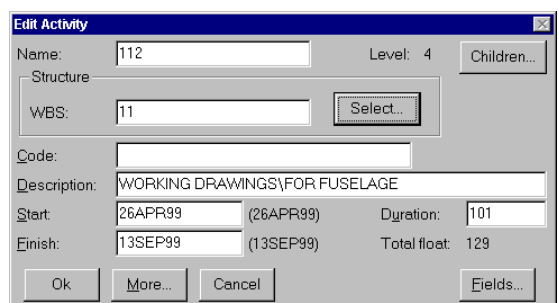 Edit Activity
Name: 112 Level: 4 Children...
Structure
WBS: 11 Select...
Code:
Description: WORKING DRAWINGS\FOR FUSELAGE
Start: 26APR99 (26APR99) Duration: 101
Finish: 13SEP99 (13SEP99) Total float: 129
Ok More... Cancel Fields...